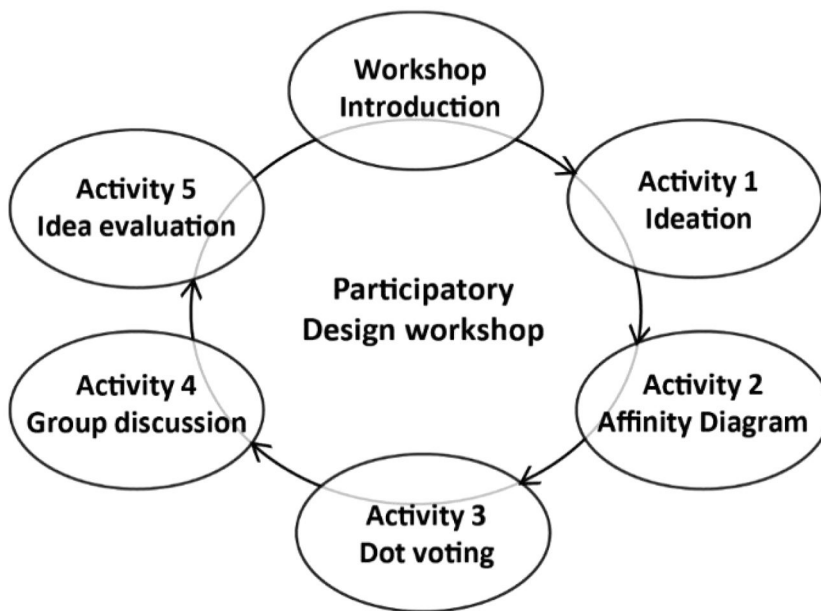 Workshop
Introduction
Activity 1
Ideation
Activity 2
Affinity Diagram
Activity 3
Dot voting
Activity 4
Group discussion
Activity 5
Idea evaluation
Participatory
Design workshop